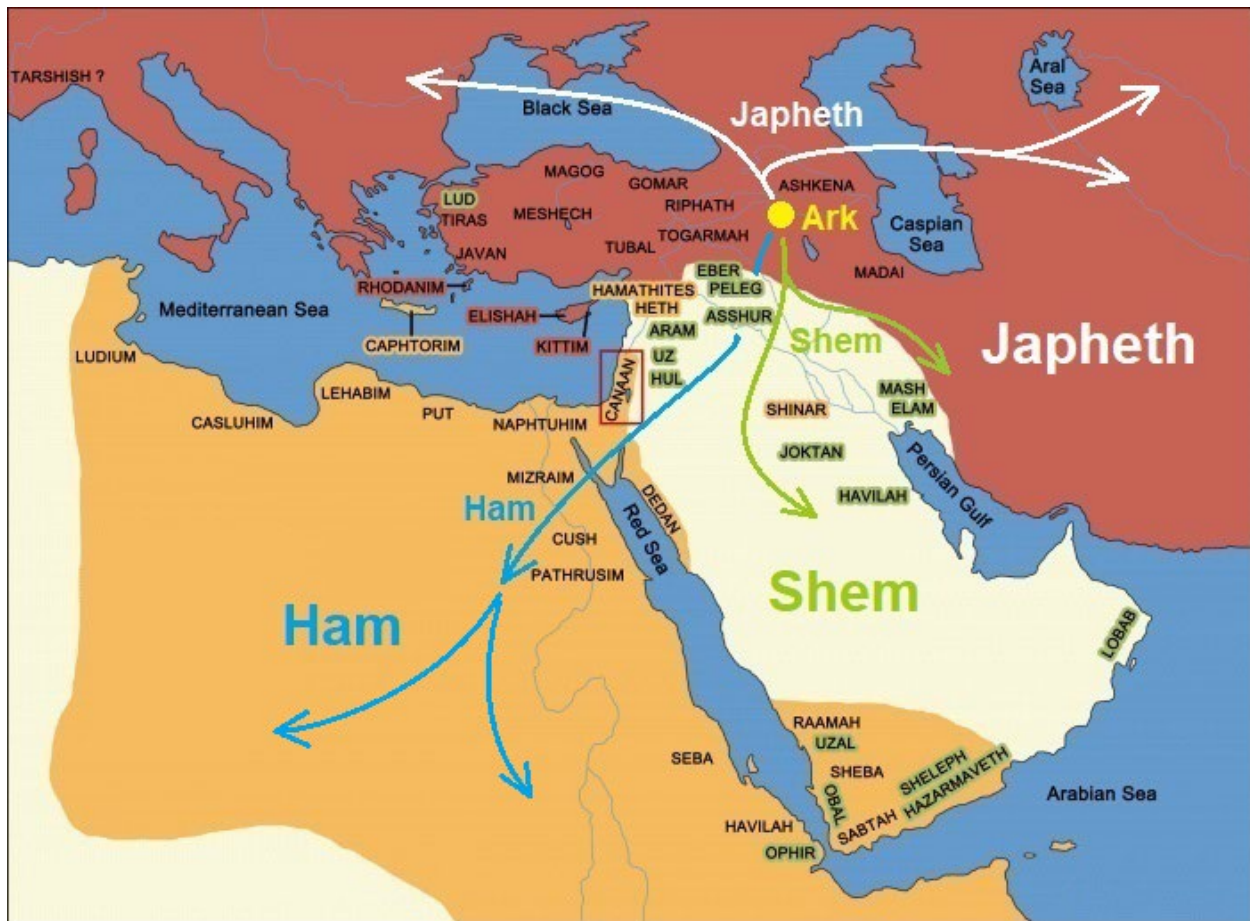 TARSHISH ?
Black Sea
Aral
Sea
Japheth
MAGOG
GOMAR
ASHKENA
LUD
TIRAS
MESHECH
RIPHATH
Ark
Caspian
Sea
JAVAN
TUBAL
TOGARMAH
MADAI
RHODANIM
HAMATHITES
HETH
EBER
PELEG
Mediterranean Sea
ELISHAH
ASSHUR
ARAM
Shem
Japheth
CAPHTORIM
KITTIM
UZ
HUL
LUDIUM
LEHABIM
CANAAN
MASH
ELAM
CASLUHIM
PUT
NAPHTUHIM
SHINAR
MIZRAIM
JOKTAN
Persian Gulf
Ham
DEDAN
HAVILAH
CUSH
Red Sea
PATHRUSIM
Shem
Ham
LOBAB
RAAMAH
UZAL
SEBA
SHEBA
SHELEPH
HAZARMAVETH
OBAL
Arabian Sea
HAVILAH
SABTAH
OPHIR